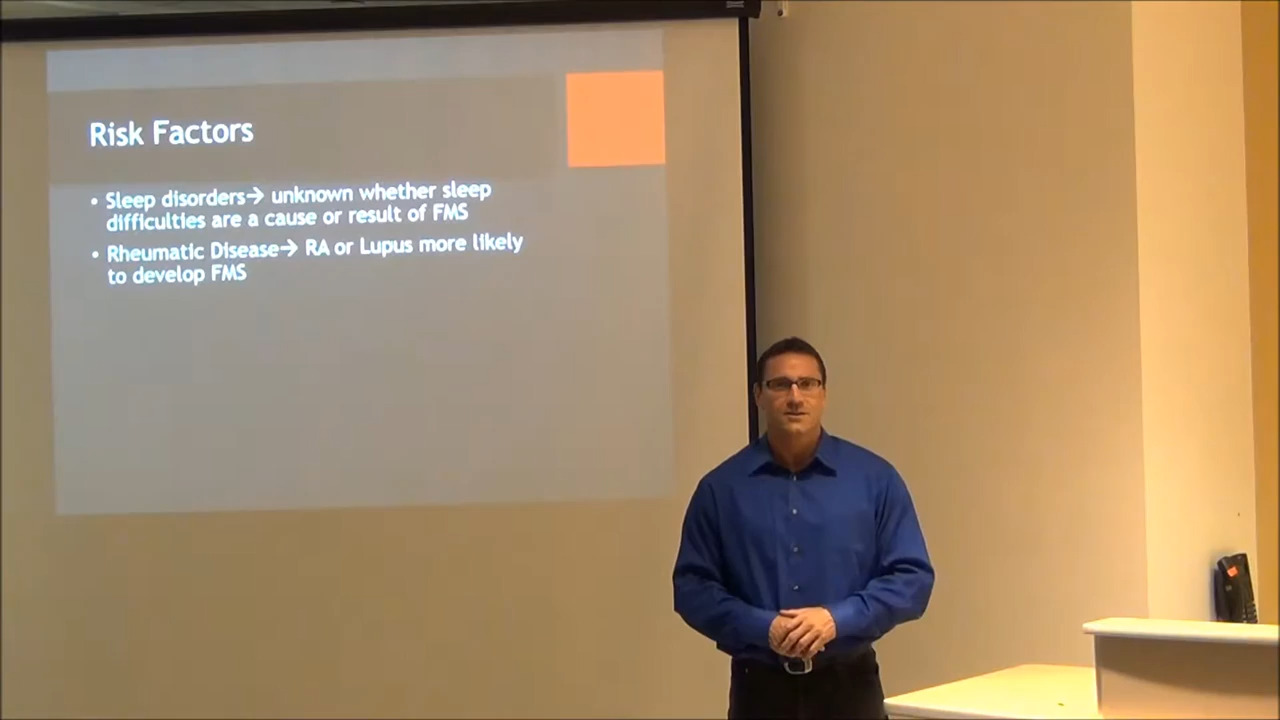 Risk Factors
• Sleep disorders→ unknown whether sleep
difficulties are a cause or result of FMS
• Rheumatic Disease→ RA or Lupus more likely
to develop FMS